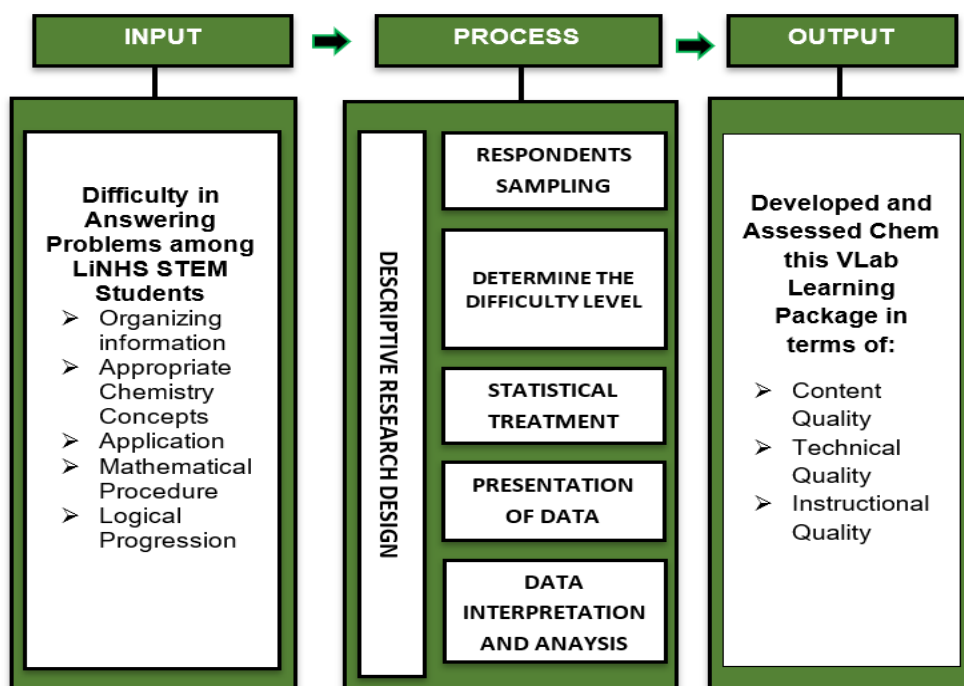 INPUT
PROCESS
OUTPUT
Difficulty in
Answering
Problems among
LiNHS STEM
Students
➢ Organizing
information
➢ Appropriate
Chemistry
Concepts
➢ Application
➢ Mathematical
Procedure
➢ Logical
Progression
DESCRIPTIVE RESEARCH DESIGN
RESPONDENTS
SAMPLING
DETERMINE THE
DIFFICULTY LEVEL
STATISTICAL
TREATMENT
PRESENTATION
OF DATA
DATA
INTERPRETATION
AND ANAYSIS
Developed and
Assessed Chem
this VLab
Learning
Package in
terms of:
➢ Content
Quality
➢ Technical
Quality
➢ Instructional
Quality